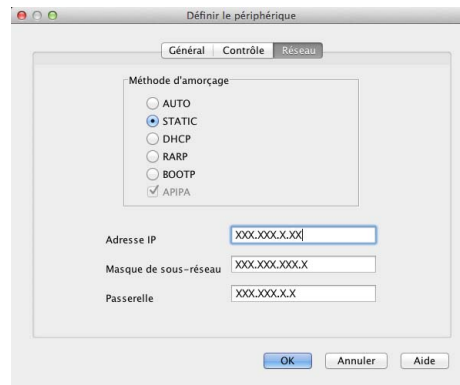 Définir le périphérique
Général Contrôle Réseau
Méthode d'amorçage
AUTO
STATIC
DHCP
RARP
BOOTP
APIPA
Adresse IP XXX.XXX.X.XX
Masque de sous-réseau XXX.XXX.XXX.X
Passerelle XXX.XXX.X.X
OK Annuler Aide